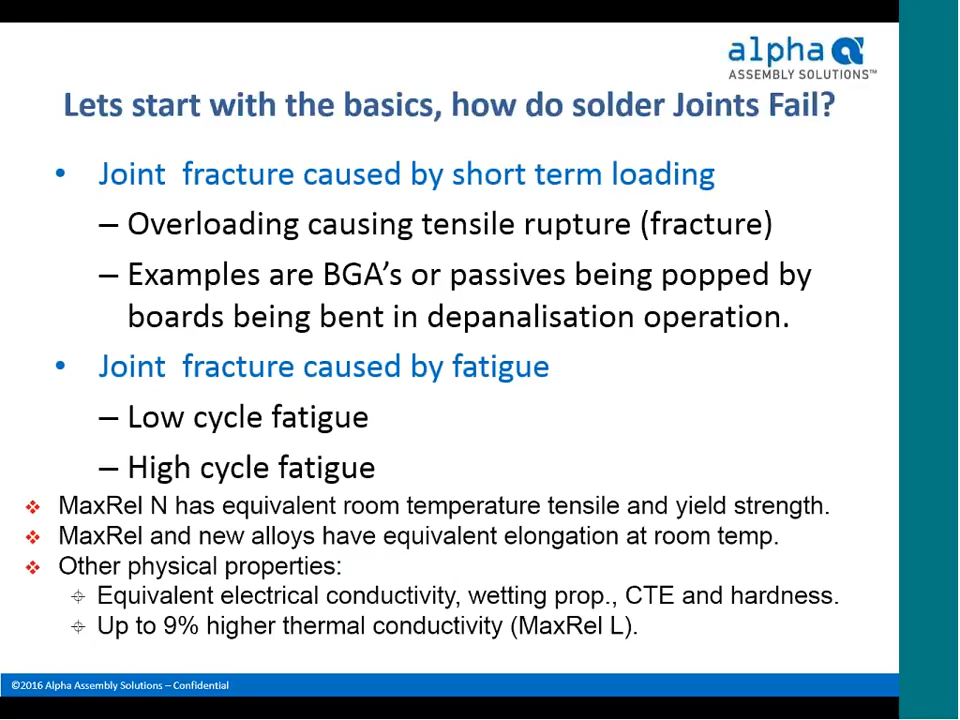 alpha
ASSEMBLY SOLUTIONS™
Lets start with the basics, how do solder Joints Fail?
• Joint fracture caused by short term loading
– Overloading causing tensile rupture (fracture)
– Examples are BGA’s or passives being popped by
boards being bent in depanalisation operation.
• Joint fracture caused by fatigue
– Low cycle fatigue
– High cycle fatigue
❖ MaxRel N has equivalent room temperature tensile and yield strength.
❖ MaxRel and new alloys have equivalent elongation at room temp.
❖ Other physical properties:
Equivalent electrical conductivity, wetting prop., CTE and hardness.
Up to 9% higher thermal conductivity (MaxRel L).
©2016 Alpha Assembly Solutions – Confidential